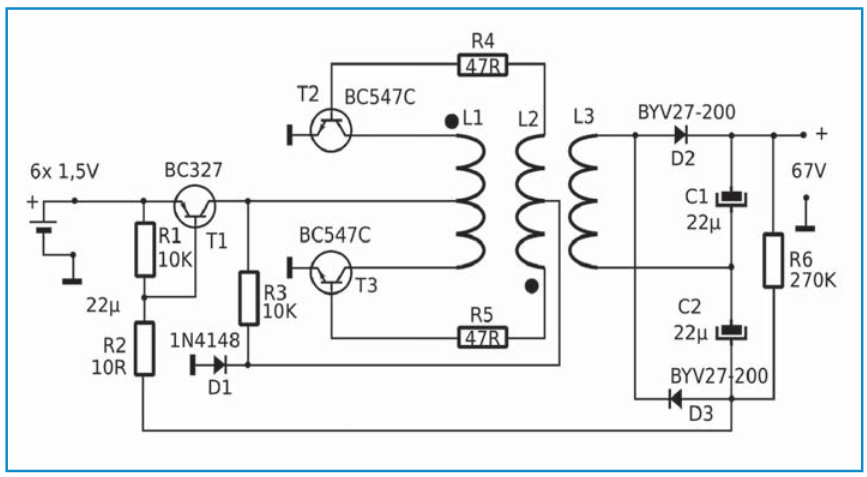 R4
47R
T2
BC547C
L1
L2
L3
BYV27-200
D2
+
67V
6x 1,5V
+
BC327
T1
R1
10K
C1
22µ
BC547C
T3
R6
270K
22µ
R3
10K
C2
22µ
R5
47R
R2
10R
1N4148
D1
BYV27-200
D3